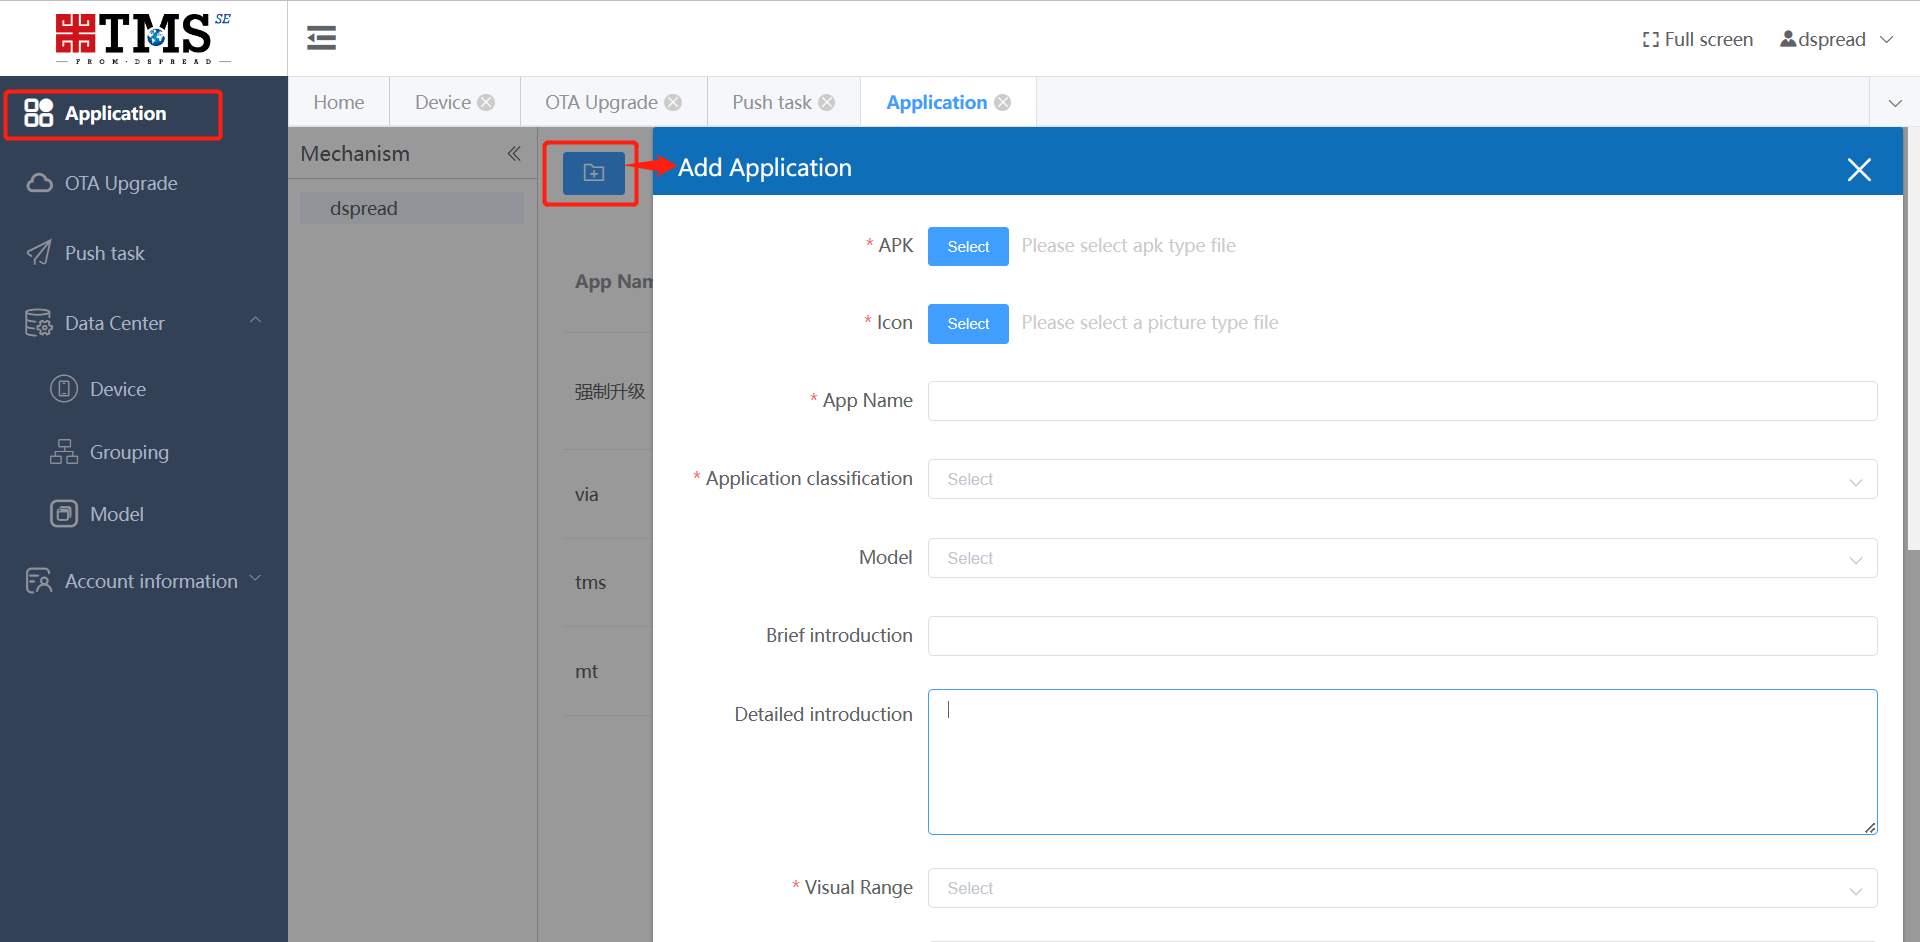 TMS SE
FROM·DSPREAD
Full screen
dspread
Application
OTA Upgrade
Push task
Data Center
Device
Grouping
Model
Account information
Home
Device
OTA Upgrade
Push task
Application
Mechanism
dspread
App Nam
强制升级
via
tms
mt
Add Application
* APK Select Please select apk type file
* Icon Select Please select a picture type file
* App Name
* Application classification Select
Model Select
Brief introduction
Detailed introduction
* Visual Range Select